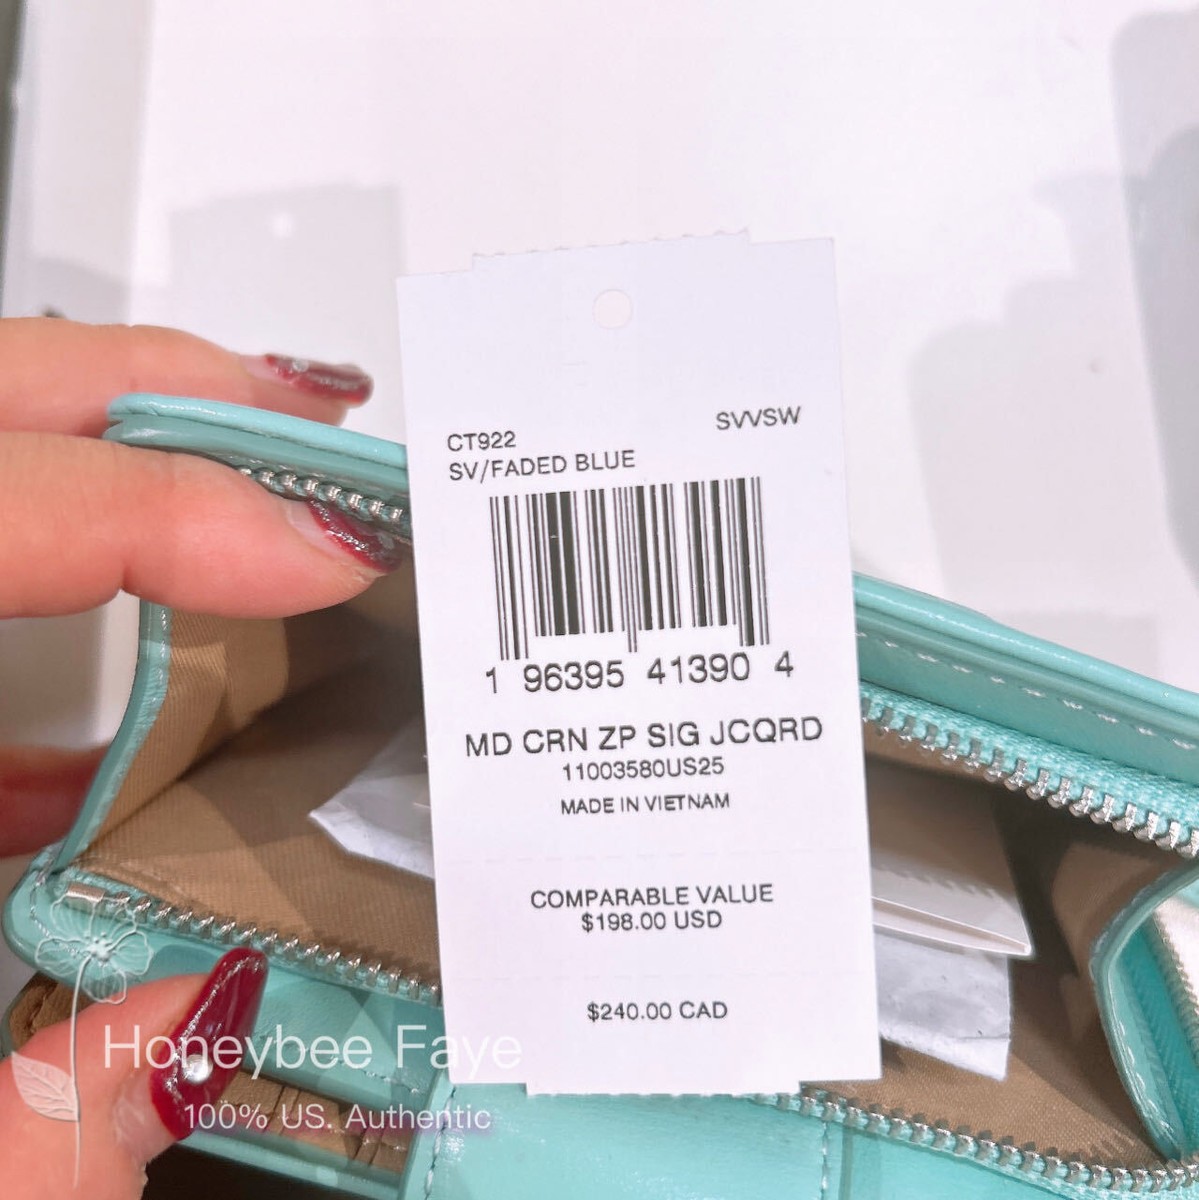 SVVSW
CT922
SV/FADED BLUE
1 96395 41390 4
MD CRN ZP SIG JCQRD
11003580US25
MADE IN VIETNAM
COMPARABLE VALUE
$198.00 USD
$240.00 CAD
Honeybee Faye
100% US. Authentic